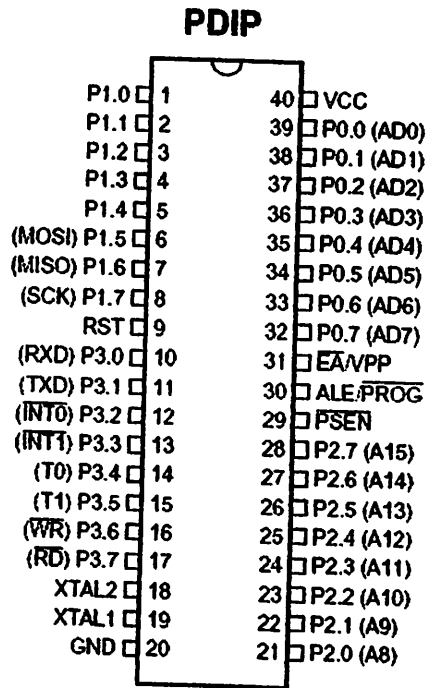 PDIP
P1.0 1 40 VCC
P1.1 2 39 P0.0 (AD0)
P1.2 3 38 P0.1 (AD1)
P1.3 4 37 P0.2 (AD2)
P1.4 5 36 P0.3 (AD3)
(MOSI) P1.5 6 35 P0.4 (AD4)
(MISO) P1.6 7 34 P0.5 (AD5)
(SCK) P1.7 8 33 P0.6 (AD6)
RST 9 32 P0.7 (AD7)
(RXD) P3.0 10 31 E̅A̅/VPP
(TXD) P3.1 11 30 ALE/P̅R̅O̅G̅
(I̅N̅T̅0̅) P3.2 12 29 P̅S̅E̅N̅
(I̅N̅T̅1̅) P3.3 13 28 P2.7 (A15)
(T0) P3.4 14 27 P2.6 (A14)
(T1) P3.5 15 26 P2.5 (A13)
(W̅R̅) P3.6 16 25 P2.4 (A12)
(R̅D̅) P3.7 17 24 P2.3 (A11)
XTAL2 18 23 P2.2 (A10)
XTAL1 19 22 P2.1 (A9)
GND 20 21 P2.0 (A8)